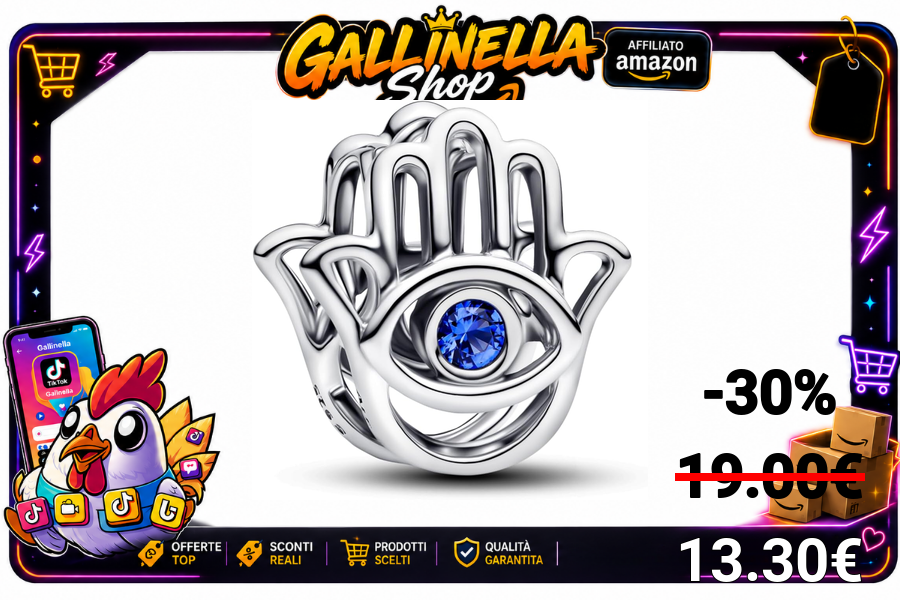 GALLINELLA
Shop
AFFILIATO
amazon
Gallinella
TikTok
Gallinella
-30%
19.00€
13.30€
OFFERTE
TOP
SCONTI
REALI
PRODOTTI
SCELTI
QUALITÀ
GARANTITA